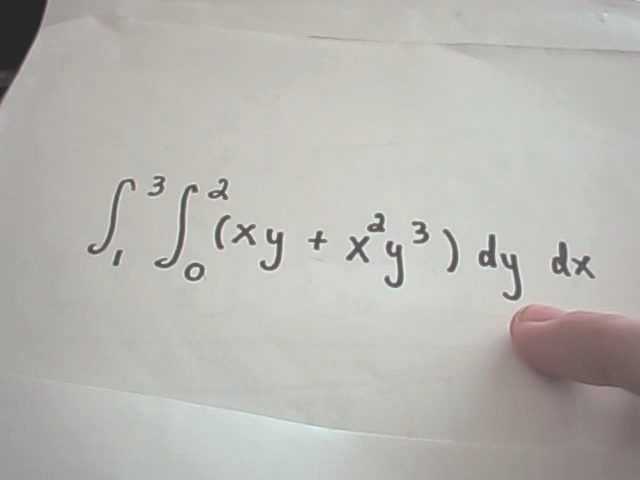 ∫₁³ ∫₀² (xy + x²y³) dy dx